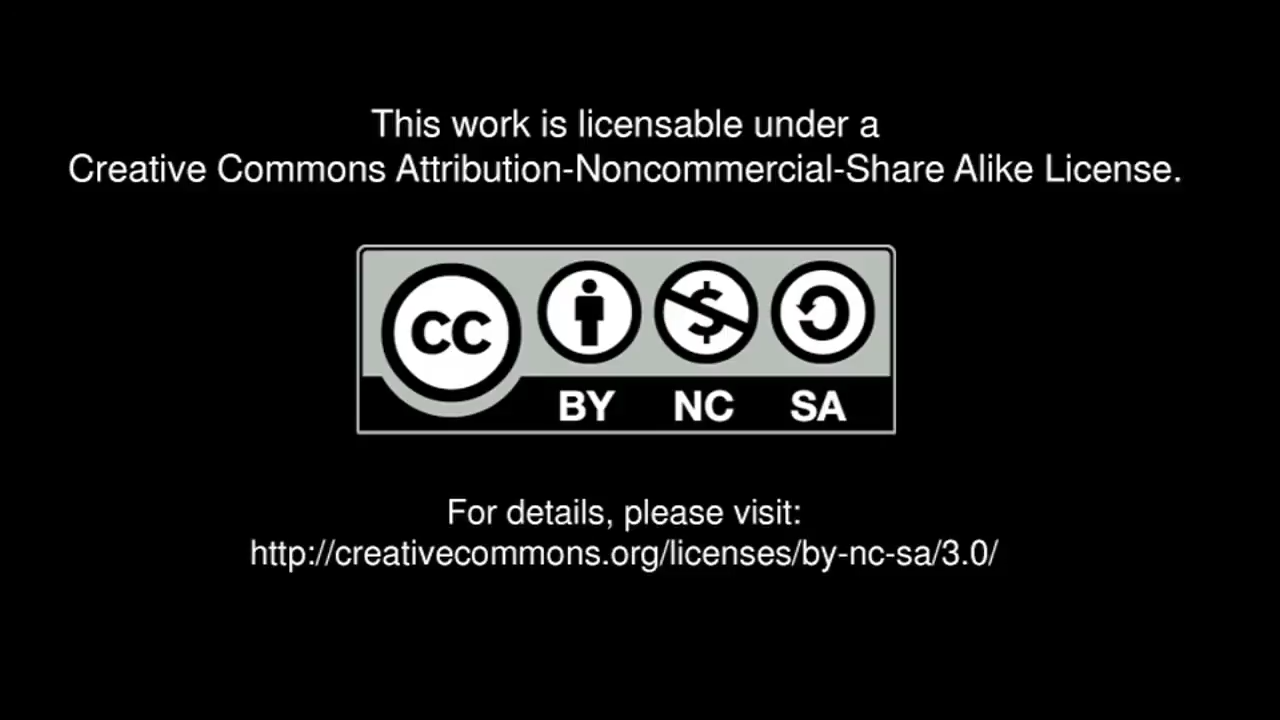 This work is licensable under a
Creative Commons Attribution-Noncommercial-Share Alike License.
CC
BY NC SA
For details, please visit:
http://creativecommons.org/licenses/by-nc-sa/3.0/